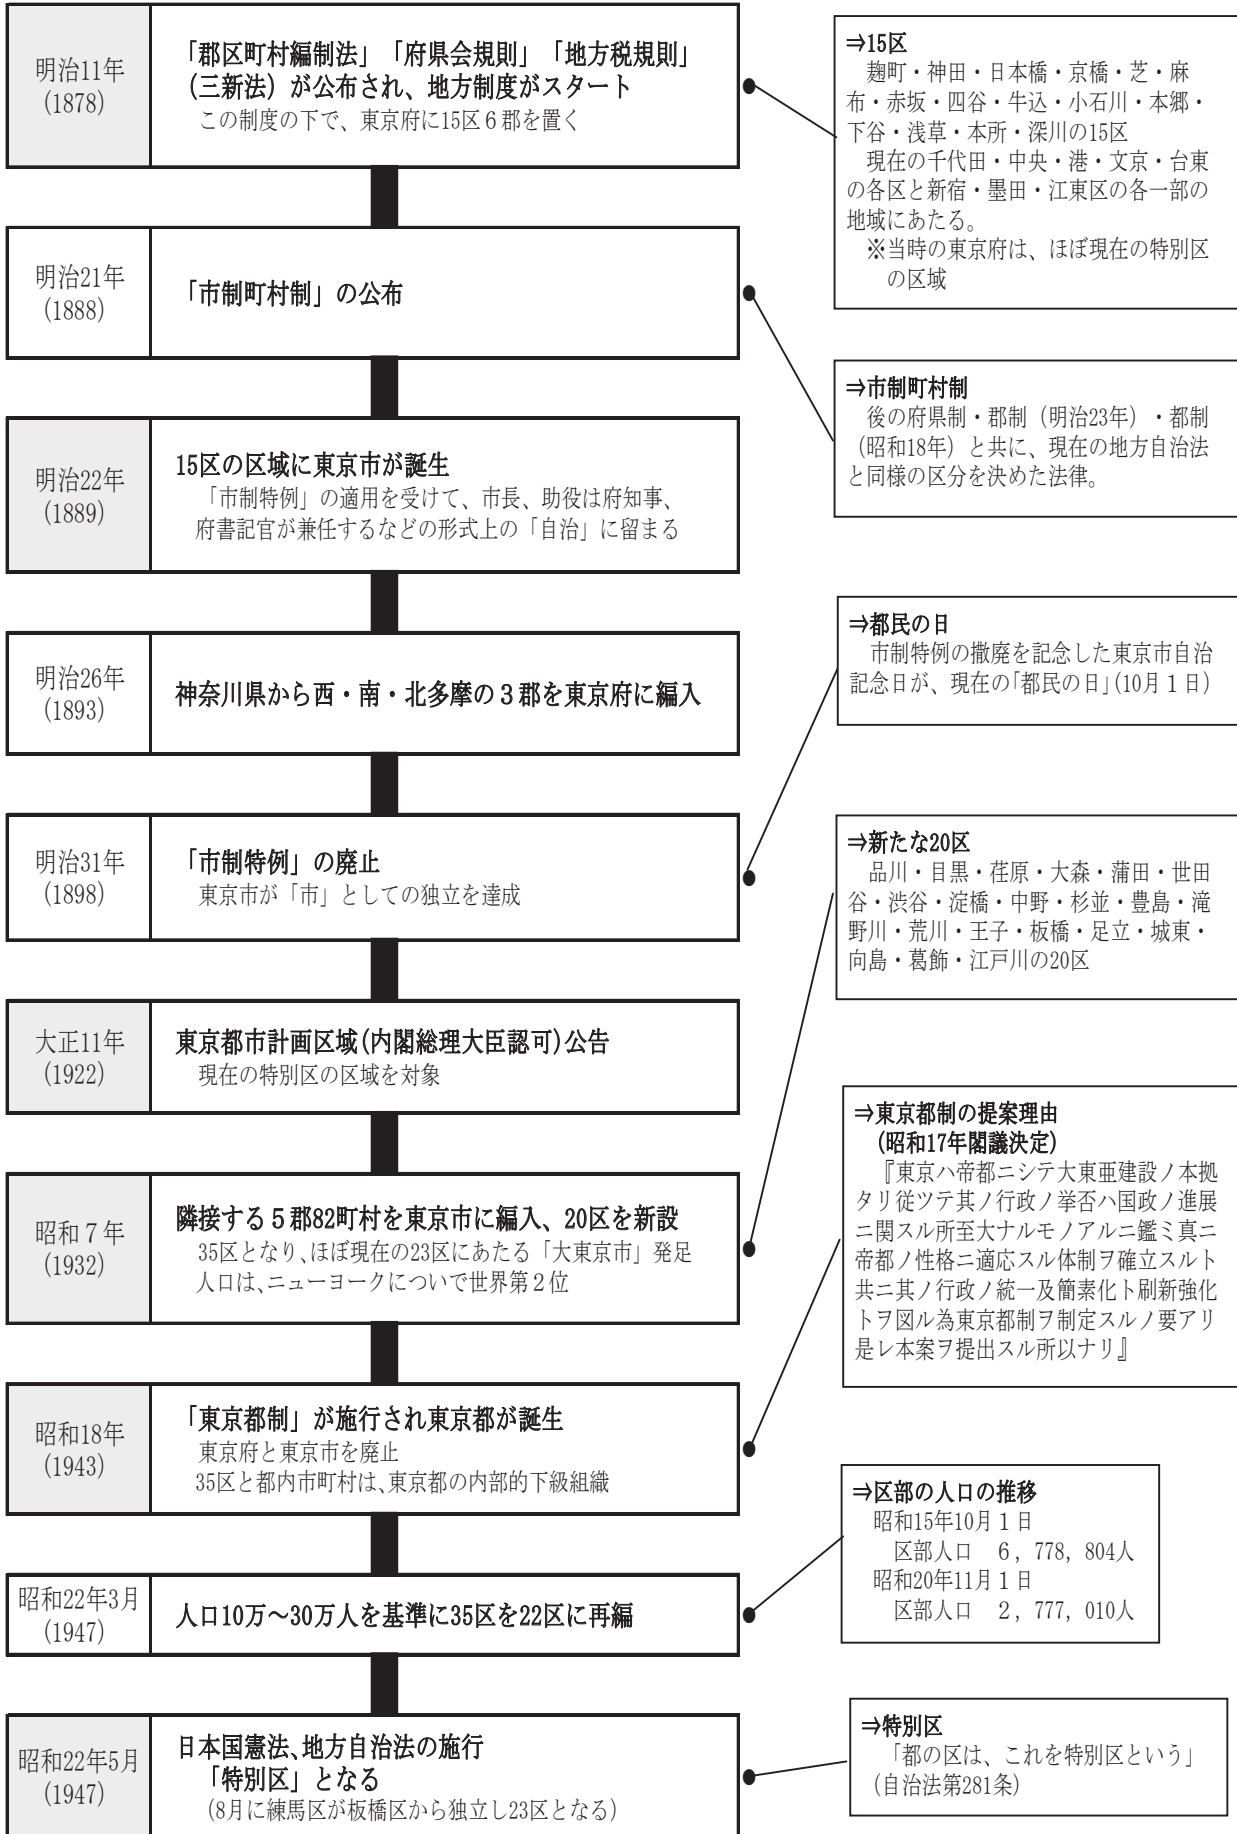 明治11年
(1878)
「郡区町村編制法」「府県会規則」「地方税規則」
(三新法）が公布され、地方制度がスタート
この制度の下で、東京府に15区６郡を置く
⇒15区
麹町・神田・日本橋・京橋・芝・麻
布・赤坂・四谷・牛込・小石川・本郷・
下谷・浅草・本所・深川の15区
現在の千代田・中央・港・文京・台東
の各区と新宿・墨田・江東区の各一部の
地域にあたる。
※当時の東京府は、ほぼ現在の特別区
の区域
明治21年
(1888)
「市制町村制」の公布
⇒市制町村制
後の府県制・郡制（明治23年）・都制
（昭和18年）と共に、現在の地方自治法
と同様の区分を決めた法律。
明治22年
(1889)
15区の区域に東京市が誕生
「市制特例」の適用を受けて、市長、助役は府知事、
府書記官が兼任するなどの形式上の「自治」に留まる
明治26年
(1893)
神奈川県から西・南・北多摩の３郡を東京府に編入
⇒都民の日
市制特例の撤廃を記念した東京市自治
記念日が、現在の「都民の日」(10月１日)
明治31年
(1898)
「市制特例」の廃止
東京市が「市」としての独立を達成
⇒新たな20区
品川・目黒・荏原・大森・蒲田・世田
谷・渋谷・淀橋・中野・杉並・豊島・滝
野川・荒川・王子・板橋・足立・城東・
向島・葛飾・江戸川の20区
大正11年
(1922)
東京都市計画区域(内閣総理大臣認可)公告
現在の特別区の区域を対象
昭和７年
(1932)
隣接する５郡82町村を東京市に編入、20区を新設
35区となり、ほぼ現在の23区にあたる「大東京市」発足
人口は、ニューヨークについで世界第２位
⇒東京都制の提案理由
(昭和17年閣議決定)
『東京ハ帝都ニシテ大東亜建設ノ本拠
タリ従ツテ其ノ行政ノ挙否ハ国政ノ進展
ニ関スル所至大ナルモノアルニ鑑ミ真ニ
帝都ノ性格ニ適応スル体制ヲ確立スルト
共ニ其ノ行政ノ統一及簡素化ト刷新強化
トヲ図ル為東京都制ヲ制定スルノ要アリ
是レ本案ヲ提出スル所以ナリ』
昭和18年
(1943)
「東京都制」が施行され東京都が誕生
東京府と東京市を廃止
35区と都内市町村は、東京都の内部的下級組織
⇒区部の人口の推移
昭和15年10月１日
区部人口　６，７７８，８０４人
昭和20年11月１日
区部人口　２，７７７，０１０人
昭和22年3月
(1947)
人口10万～30万人を基準に35区を22区に再編
昭和22年5月
(1947)
日本国憲法、地方自治法の施行
「特別区」となる
(8月に練馬区が板橋区から独立し23区となる)
⇒特別区
「都の区は、これを特別区という」
(自治法第281条)